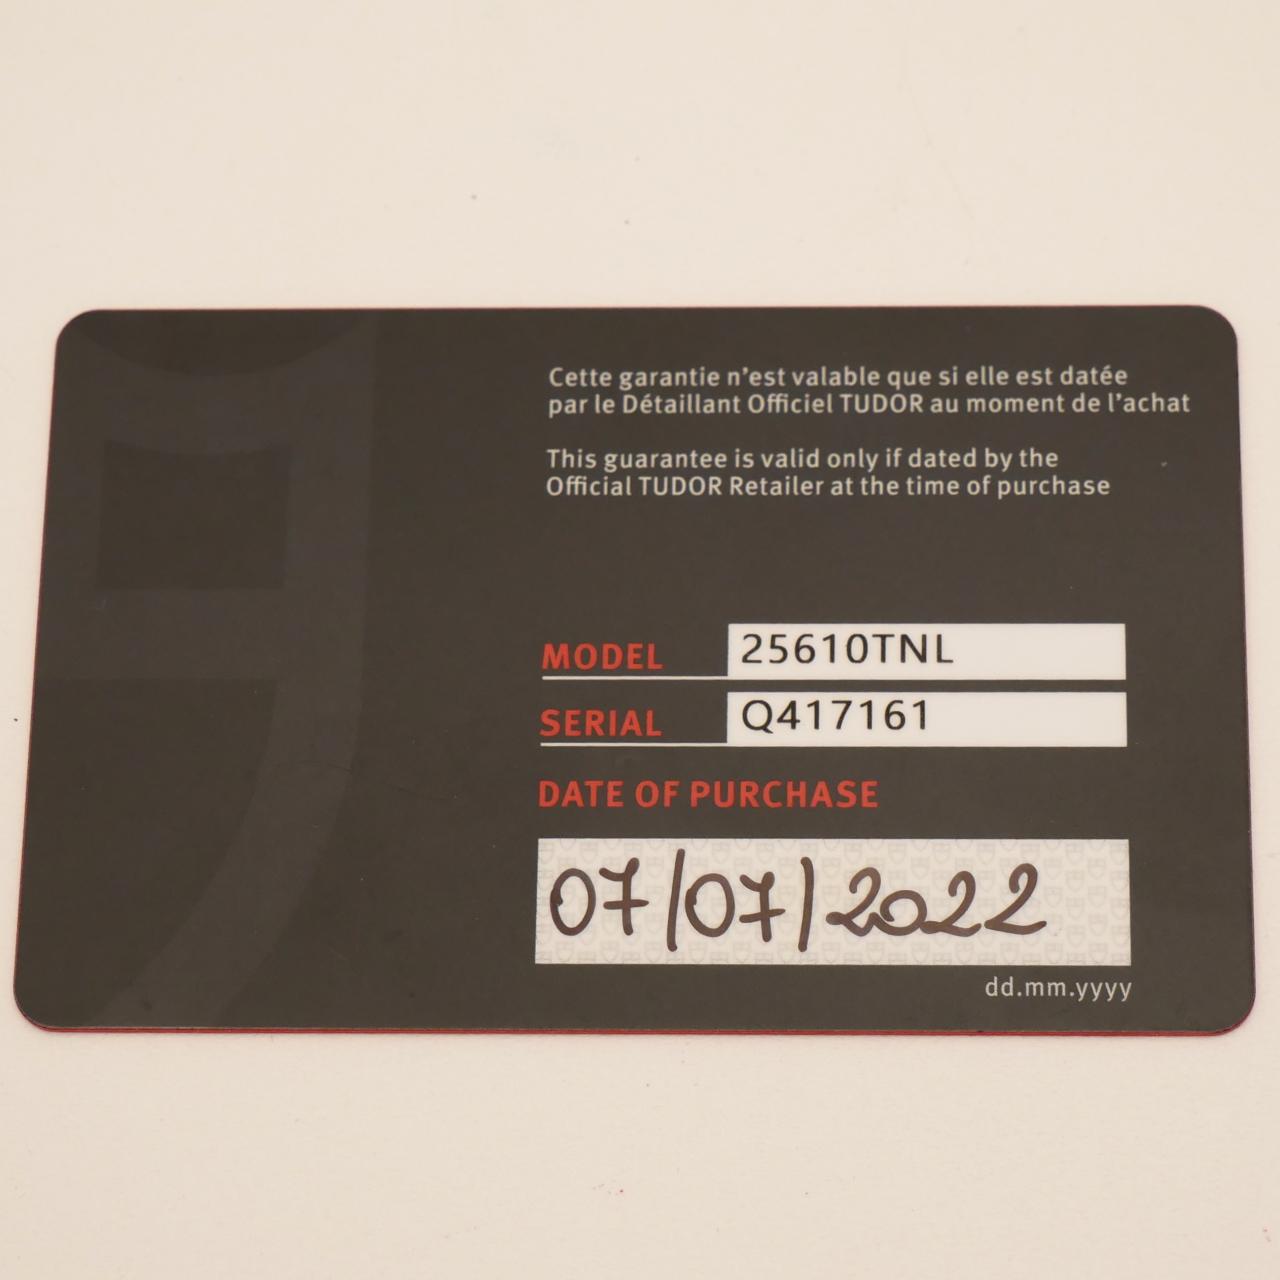 Cette garantie n'est valable que si elle est datée
par le Détaillant Officiel TUDOR au moment de l'achat
This guarantee is valid only if dated by the
Official TUDOR Retailer at the time of purchase
MODEL 25610TNL
SERIAL Q417161
DATE OF PURCHASE
07/07/2022
dd.mm.yyyy